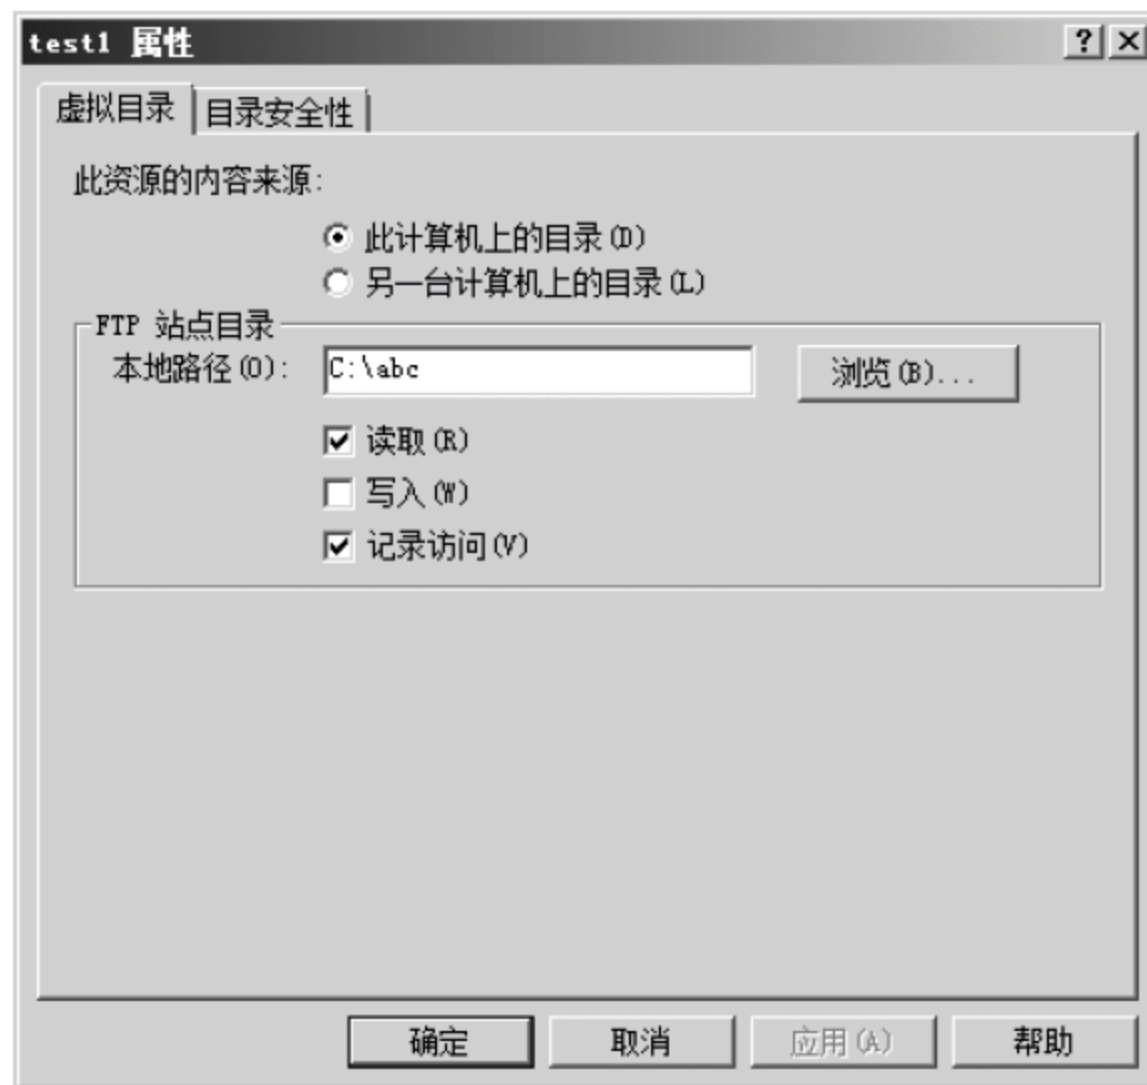 test1 属性
虚拟目录 目录安全性
此资源的内容来源:
此计算机上的目录(D)
另一台计算机上的目录(L)
FTP 站点目录
本地路径(O): C:\abc 浏览(B)...
读取(R)
写入(W)
记录访问(V)
确定 取消 应用(A) 帮助